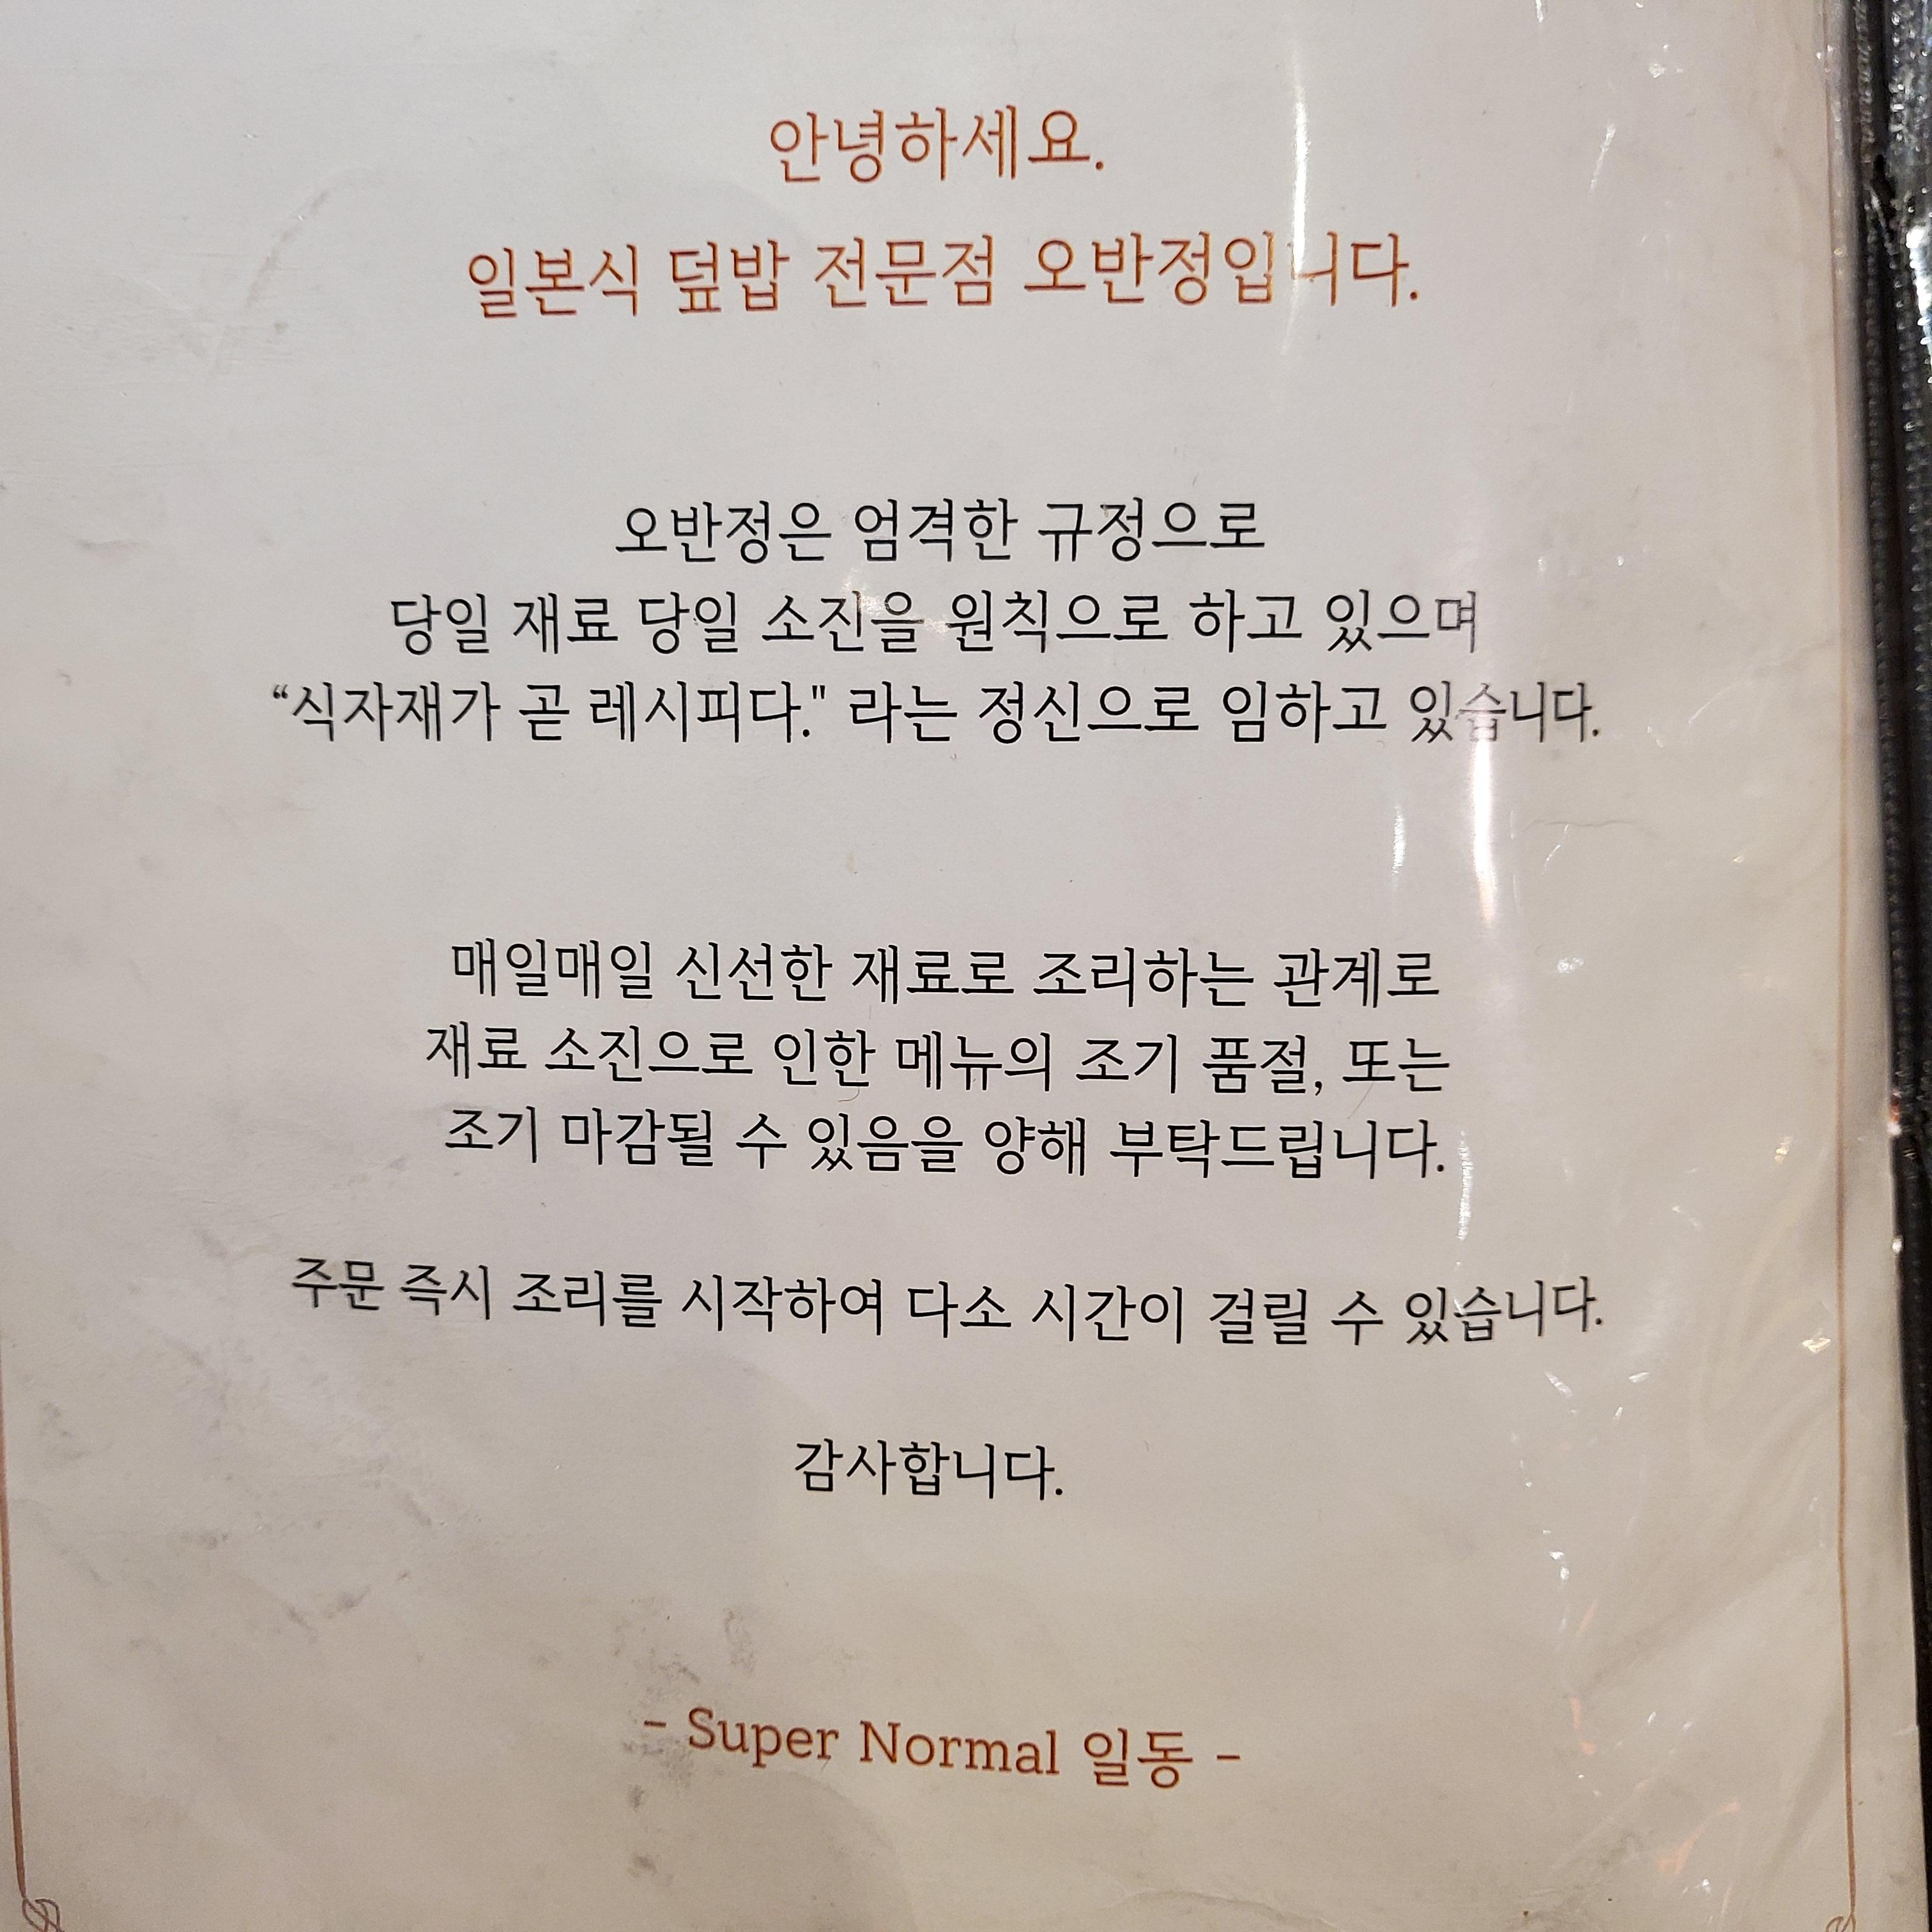 안녕하세요.
일본식 덮밥 전문점 오반정입니다.
오반정은 엄격한 규정으로
당일 재료 당일 소진을 원칙으로 하고 있으며
“식자재가 곧 레시피다." 라는 정신으로 임하고 있습니다.
매일매일 신선한 재료로 조리하는 관계로
재료 소진으로 인한 메뉴의 조기 품절, 또는
조기 마감될 수 있음을 양해 부탁드립니다.
주문 즉시 조리를 시작하여 다소 시간이 걸릴 수 있습니다.
감사합니다.
- Super Normal 일동 -